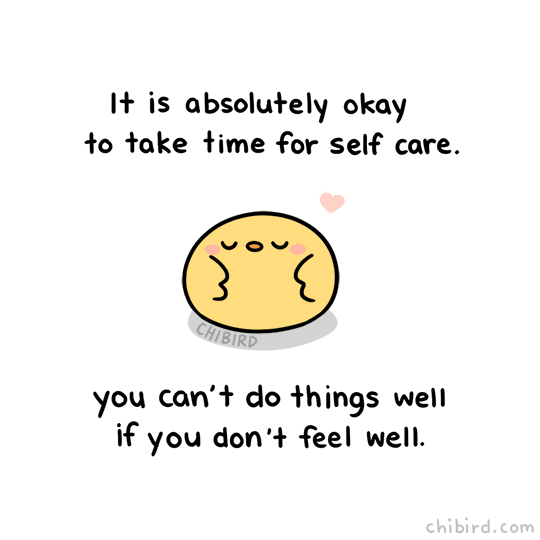 It is absolutely okay
to take time for self care.
CHIBIRD
you can't do things well
if you don't feel well.
chibird.com